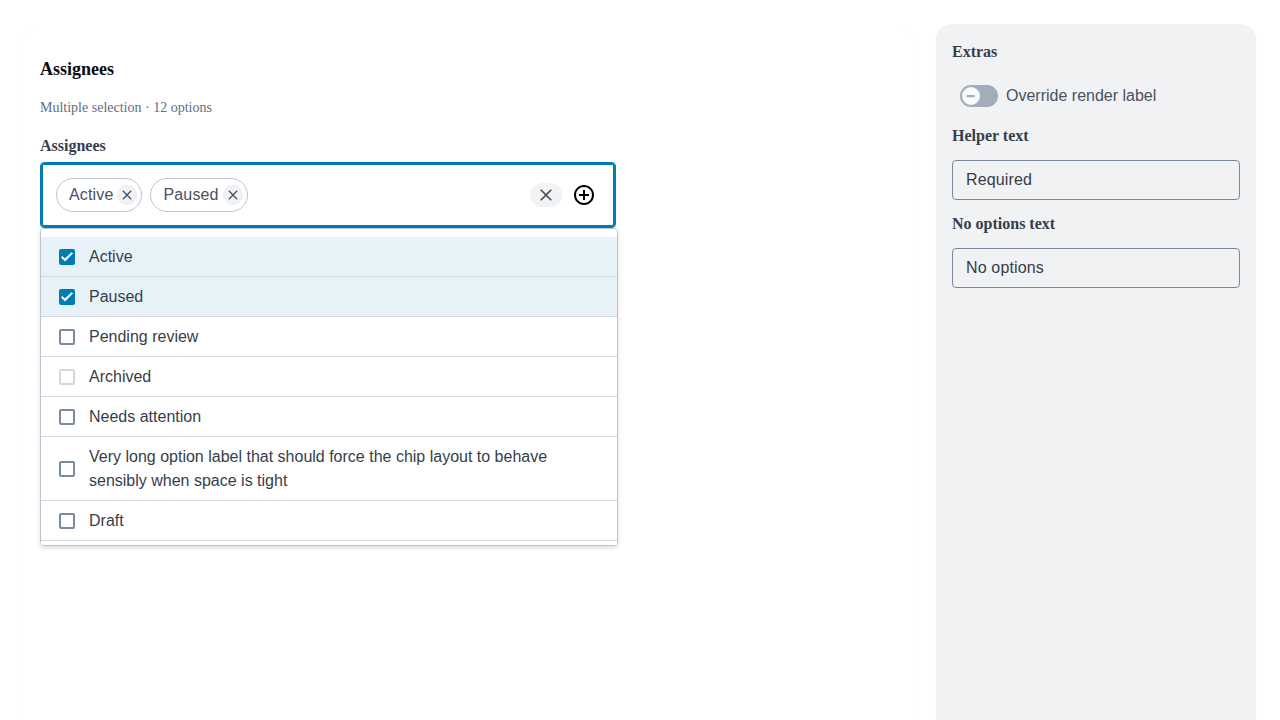 Assignees
Multiple selection · 12 options
Assignees
Active
Paused
Active
Paused
Pending review
Archived
Needs attention
Very long option label that should force the chip layout to behave
sensibly when space is tight
Draft
Extras
Override render label
Helper text
Required
No options text
No options